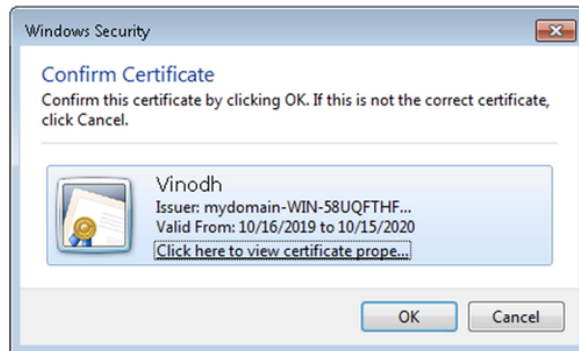 Windows Security
Confirm Certificate
Confirm this certificate by clicking OK. If this is not the correct certificate,
click Cancel.
Vinodh
Issuer: mydomain-WIN-58UQFTHF...
Valid From: 10/16/2019 to 10/15/2020
Click here to view certificate prope...
OK
Cancel